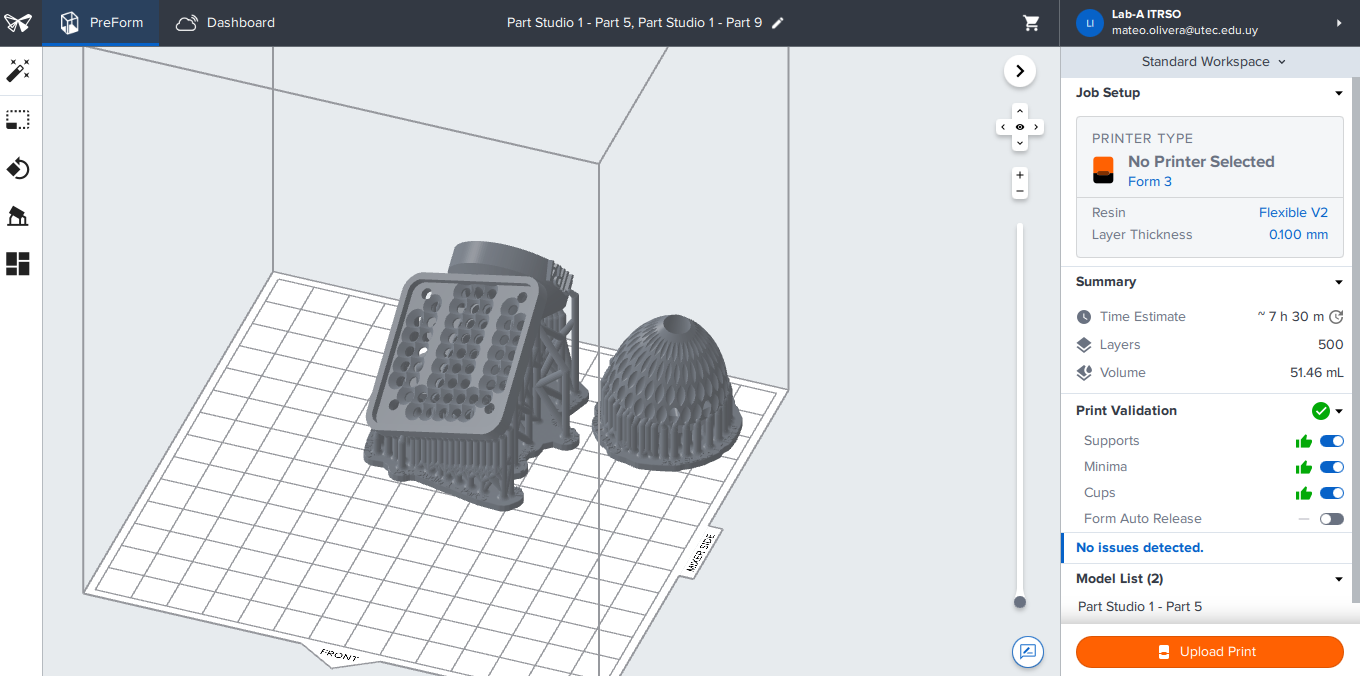 PreForm
Dashboard
Part Studio 1 - Part 5, Part Studio 1 - Part 9
LI
Lab-A ITRSO
mateo.olivera@utec.edu.uy
Standard Workspace
Job Setup
PRINTER TYPE
No Printer Selected
Form 3
Resin Flexible V2
Layer Thickness 0.100 mm
Summary
Time Estimate ~ 7 h 30 m
Layers 500
Volume 51.46 mL
Print Validation
Supports
Minima
Cups
Form Auto Release
No issues detected.
Model List (2)
Part Studio 1 - Part 5
Upload Print
MIXER SIDE
FRONT